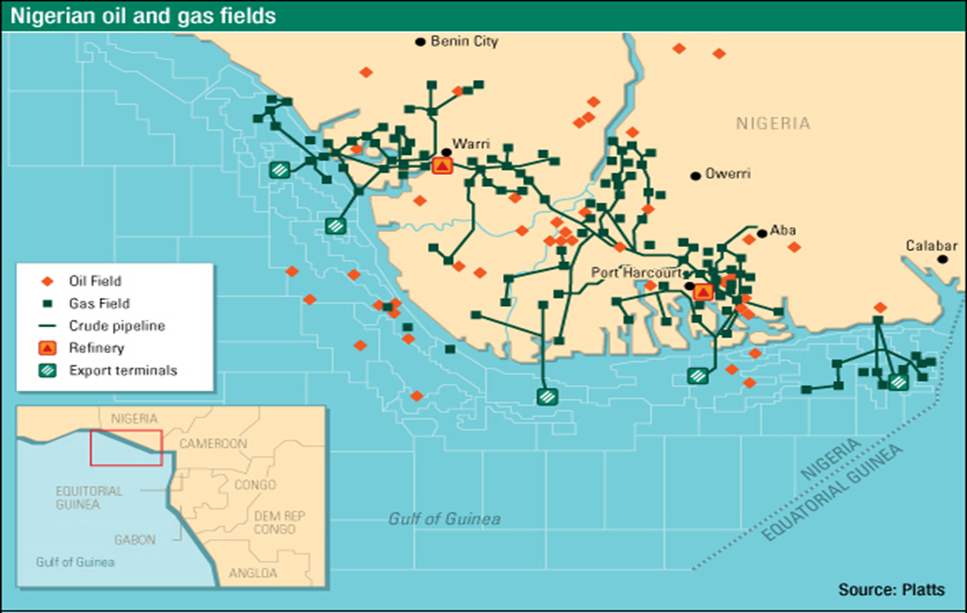 Nigerian oil and gas fields
Benin City
NIGERIA
Warri
Owerri
Aba
Calabar
Port Harcourt
Oil Field
Gas Field
Crude pipeline
Refinery
Export terminals
NIGERIA
EQUATORIAL GUINEA
Gulf of Guinea
NIGERIA
CAMEROON
EQUITORIAL
GUINEA
CONGO
DEM REP
CONGO
GABON
Gulf of Guinea
ANGLOA
Source: Platts